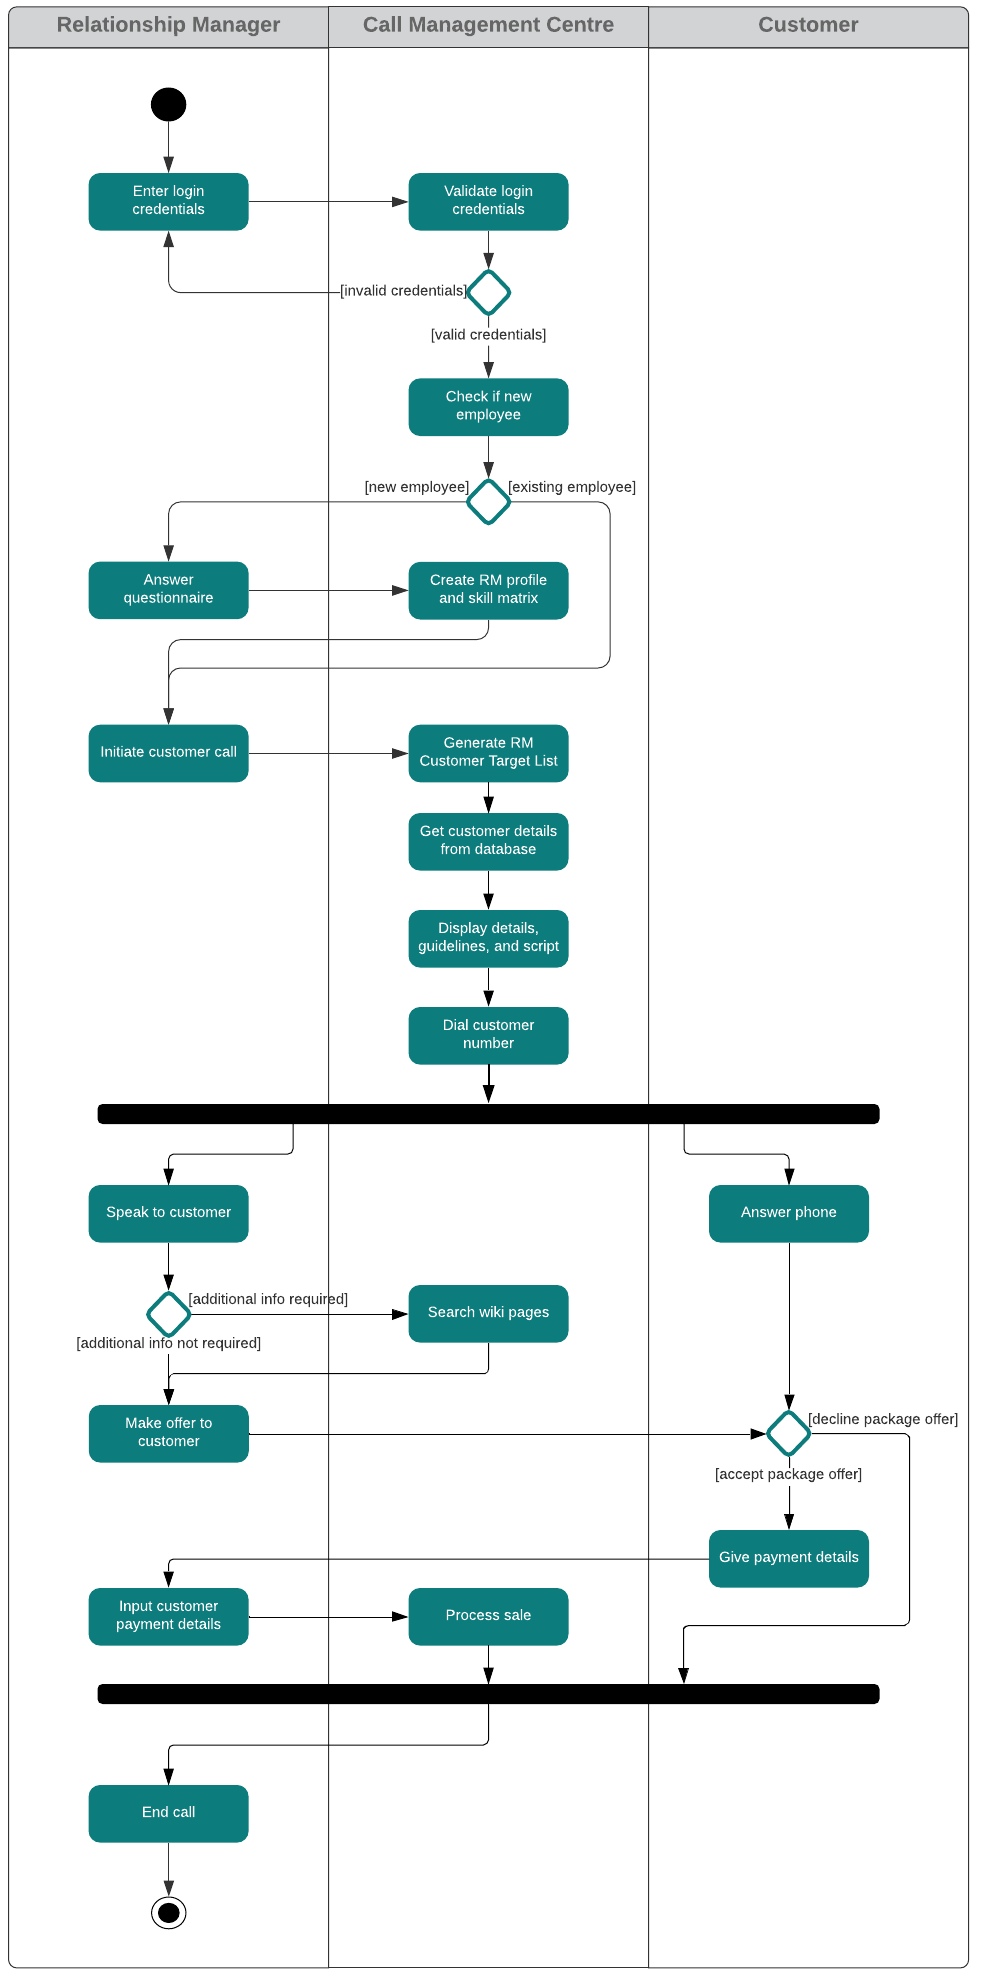 Relationship Manager
Call Management Centre
Customer
Enter login
credentials
Validate login
credentials
[invalid credentials]
[valid credentials]
Check if new
employee
[new employee]
[existing employee]
Answer
questionnaire
Create RM profile
and skill matrix
Initiate customer call
Generate RM
Customer Target List
Get customer details
from database
Display details,
guidelines, and script
Dial customer
number
Speak to customer
Answer phone
[additional info required]
Search wiki pages
[additional info not required]
Make offer to
customer
[decline package offer]
[accept package offer]
Give payment details
Input customer
payment details
Process sale
End call